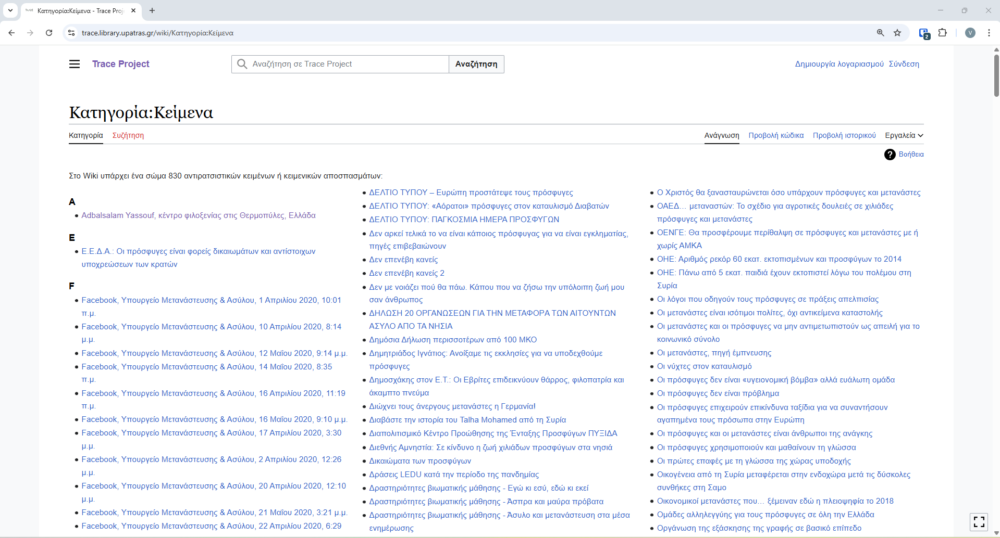 Κατηγορία:Κείμενα - Trace Proj
trace.library.upatras.gr/wiki/Κατηγορία:Κείμενα
2
V
Trace Project
Αναζήτηση σε Trace Project
Αναζήτηση
Δημιουργία λογαριασμού Σύνδεση
Κατηγορία:Κείμενα
Κατηγορία Συζήτηση
Ανάγνωση Προβολή κώδικα Προβολή ιστορικού Εργαλεία
? Βοήθεια
Στο Wiki υπάρχει ένα σώμα 830 αντιρατσιστικών κειμένων ή κειμενικών αποσπασμάτων:
A
Adbalsalam Yassouf, κέντρο φιλοξενίας στις Θερμοπύλες, Ελλάδα
E
E.E.Δ.A.: Οι πρόσφυγες είναι φορείς δικαιωμάτων και αντίστοιχων
υποχρεώσεων των κρατών
F
Facebook, Υπουργείο Μετανάστευσης & Ασύλου, 1 Απριλίου 2020, 10:01
π.μ.
Facebook, Υπουργείο Μετανάστευσης & Ασύλου, 10 Απριλίου 2020, 8:14
μ.μ.
Facebook, Υπουργείο Μετανάστευσης & Ασύλου, 12 Μαΐου 2020, 9:14 μ.μ.
Facebook, Υπουργείο Μετανάστευσης & Ασύλου, 14 Μαΐου 2020, 8:35
π.μ.
Facebook, Υπουργείο Μετανάστευσης & Ασύλου, 16 Απριλίου 2020, 11:19
π.μ.
Facebook, Υπουργείο Μετανάστευσης & Ασύλου, 16 Μαΐου 2020, 9:10 μ.μ.
Facebook, Υπουργείο Μετανάστευσης & Ασύλου, 17 Απριλίου 2020, 3:30
μ.μ.
Facebook, Υπουργείο Μετανάστευσης & Ασύλου, 2 Απριλίου 2020, 12:26
μ.μ.
Facebook, Υπουργείο Μετανάστευσης & Ασύλου, 20 Απριλίου 2020, 12:10
μ.μ.
Facebook, Υπουργείο Μετανάστευσης & Ασύλου, 21 Μαΐου 2020, 3:21 μ.μ.
Facebook, Υπουργείο Μετανάστευσης & Ασύλου, 22 Απριλίου 2020, 6:29
ΔΕΛΤΙΟ ΤΥΠΟΥ – Ευρώπη προστάτεψε τους πρόσφυγες
ΔΕΛΤΙΟ ΤΥΠΟΥ: «Αόρατοι» πρόσφυγες στον καταυλισμό Διαβατών
ΔΕΛΤΙΟ ΤΥΠΟΥ: ΠΑΓΚΟΣΜΙΑ ΗΜΕΡΑ ΠΡΟΣΦΥΓΩΝ
Δεν αρκεί τελικά το να είναι κάποιος πρόσφυγας για να είναι εγκληματίας,
πηγές επιβεβαιώνουν
Δεν επενέβη κανείς
Δεν επενέβη κανείς 2
Δεν με νοιάζει πού θα πάω. Κάπου που να ζήσω την υπόλοιπη ζωή μου
σαν άνθρωπος
ΔΗΛΩΣΗ 20 ΟΡΓΑΝΩΣΕΩΝ ΓΙΑ ΤΗΝ ΜΕΤΑΦΟΡΑ ΤΩΝ ΑΙΤΟΥΝΤΩΝ
ΑΣΥΛΟ ΑΠΟ ΤΑ ΝΗΣΙΑ
Δημόσια Δήλωση περισσοτέρων από 100 ΜΚΟ
Δημητριάδος Ιγνάτιος: Ανοίξαμε τις εκκλησίες για να υποδεχθούμε
πρόσφυγες
Δημοσχάκης στον Ε.Τ.: Οι Εβρίτες επιδεικνύουν θάρρος, φιλοπατρία και
άκαμπτο πνεύμα
Διώχνει τους άνεργους μετανάστες η Γερμανία!
Διαβάστε την ιστορία του Talha Mohamed από τη Συρία
Διαπολιτισμικό Κέντρο Προώθησης της Ένταξης Προσφύγων ΠΥΞΙΔΑ
Διεθνής Αμνηστία: Σε κίνδυνο η ζωή χιλιάδων προσφύγων στα νησιά
Δικαιώματα των προσφύγων
Δράσεις LEDU κατά την περίοδο της πανδημίας
Δραστηριότητες βιωματικής μάθησης - Εγώ κι εσύ, εδώ κι εκεί
Δραστηριότητες βιωματικής μάθησης - Άσπρα και μαύρα πρόβατα
Δραστηριότητες βιωματικής μάθησης - Άσυλο και μετανάστευση στα μέσα
ενημέρωσης
Ο Χριστός θα ξανασταυρώνεται όσο υπάρχουν πρόσφυγες και μετανάστες
ΟΑΕΔ… μεταναστών: Το σχέδιο για αγροτικές δουλειές σε χιλιάδες
πρόσφυγες και μετανάστες
ΟΕΝΓΕ: Θα προσφέρουμε περίθαλψη σε πρόσφυγες και μετανάστες με ή
χωρίς ΑΜΚΑ
ΟΗΕ: Αριθμός ρεκόρ 60 εκατ. εκτοπισμένων και προσφύγων το 2014
ΟΗΕ: Πάνω από 5 εκατ. παιδιά έχουν εκτοπιστεί λόγω του πολέμου στη
Συρία
Οι λόγοι που οδηγούν τους πρόσφυγες σε πράξεις απελπισίας
Οι μετανάστες είναι ισότιμοι πολίτες, όχι αντικείμενα καταστολής
Οι μετανάστες και οι πρόσφυγες να μην αντιμετωπιστούν ως απειλή για το
κοινωνικό σύνολο
Οι μετανάστες, πηγή έμπνευσης
Οι νύχτες στον καταυλισμό
Οι πρόσφυγες δεν είναι «υγειονομική βόμβα» αλλά ευάλωτη ομάδα
Οι πρόσφυγες δεν είναι πρόβλημα
Οι πρόσφυγες επιχειρούν επικίνδυνα ταξίδια για να συναντήσουν
αγαπημένα τους πρόσωπα στην Ευρώπη
Οι πρόσφυγες και οι μετανάστες είναι άνθρωποι της ανάγκης
Οι πρόσφυγες χρησιμοποιούν και μαθαίνουν τη γλώσσα
Οι πρώτες επαφές με τη γλώσσα της χώρας υποδοχής
Οικογένεια από τη Συρία μεταφέρεται στην ενδοχώρα μετά τις δύσκολες
συνθήκες στη Σαμο
Οικονομικοί μετανάστες που… ξέμειναν εδώ η πλειοψηφία το 2018
Ομάδες αλληλεγγύης για τους πρόσφυγες σε όλη την Ελλάδα
Οργάνωση της εξάσκησης της γραφής σε βασικό επίπεδο